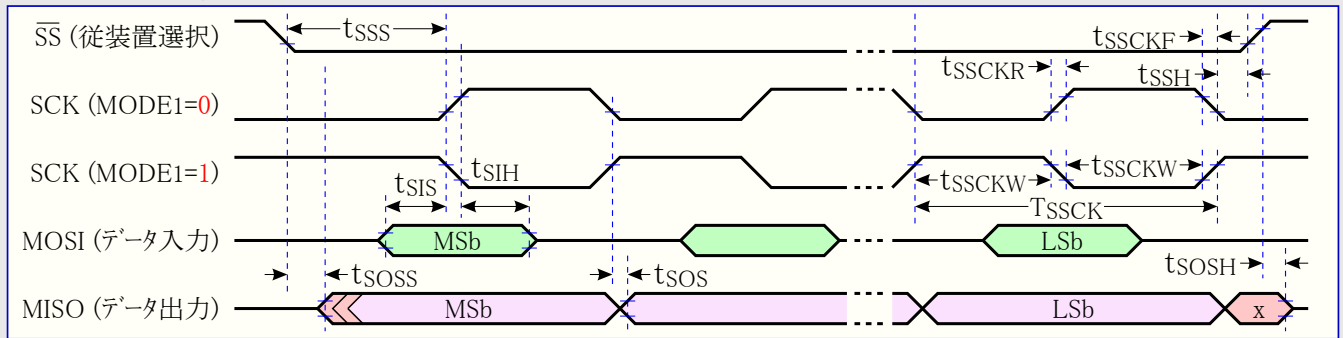 SS (従装置選択)
tSSS
tSSCKF
tSSCKR
tSSH
SCK (MODE1=0)
SCK (MODE1=1)
tSIS
tSIH
tSSCKW
tSSCKW
TSSCK
MOSI (データ入力)
MSb
LSb
tSOSS
tSOS
tSOSH
MISO (データ出力)
MSb
LSb
x